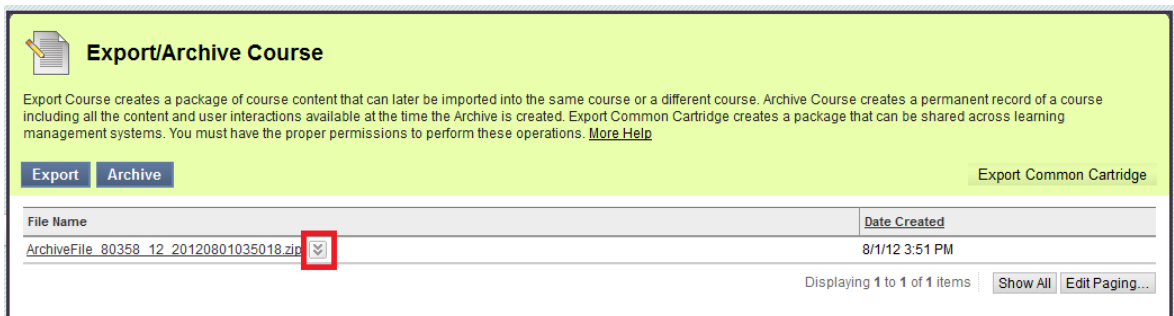 Export/Archive Course
Export Course creates a package of course content that can later be imported into the same course or a different course. Archive Course creates a permanent record of a course
including all the content and user interactions available at the time the Archive is created. Export Common Cartridge creates a package that can be shared across learning
management systems. You must have the proper permissions to perform these operations. More Help
Export Archive Export Common Cartridge
File Name Date Created
ArchiveFile_80358_12_20120801035018.zip 8/1/12 3:51 PM
Displaying 1 to 1 of 1 items Show All Edit Paging...